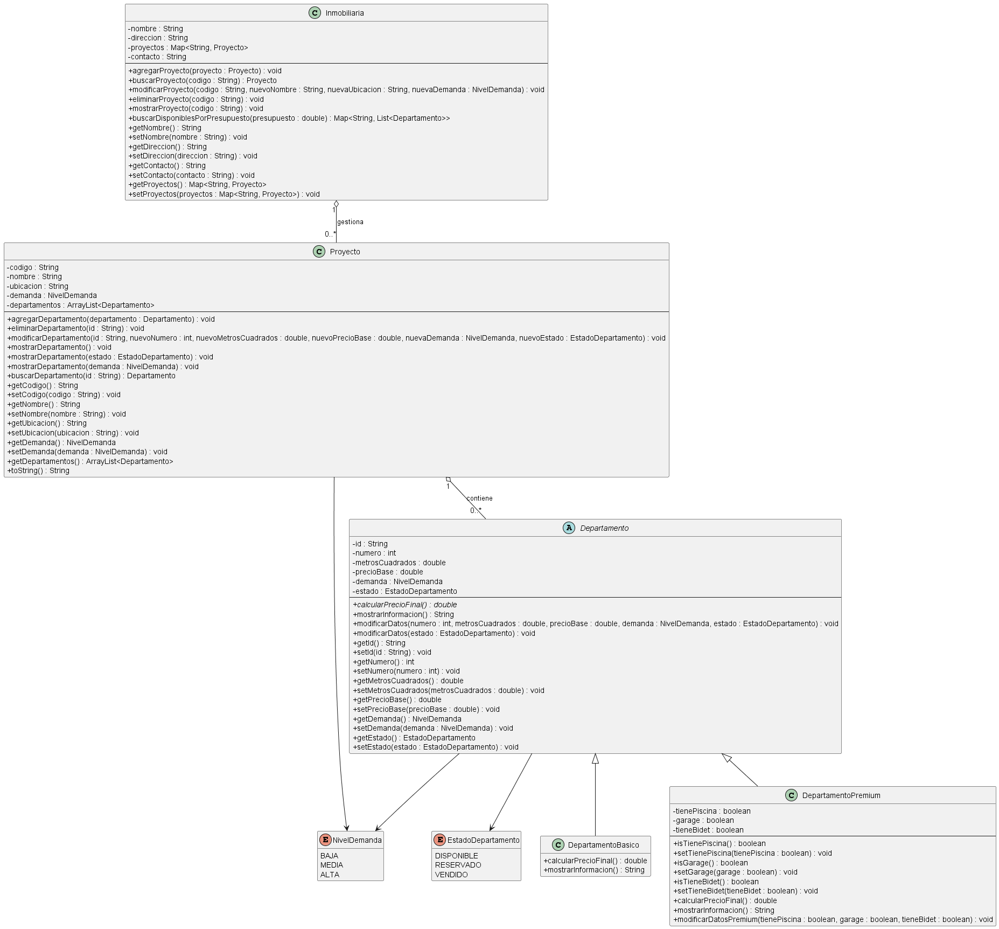 C Inmobiliaria
-nombre : String
-direccion : String
-proyectos : Map<String, Proyecto>
-contacto : String
+agregarProyecto(proyecto : Proyecto) : void
+buscarProyecto(codigo : String) : Proyecto
+modificarProyecto(codigo : String, nuevoNombre : String, nuevaUbicacion : String, nuevaDemanda : NivelDemanda) : void
+eliminarProyecto(codigo : String) : void
+mostrarProyecto(codigo : String) : void
+buscarDisponiblesPorPresupuesto(presupuesto : double) : Map<String, List<Departamento>>
+getNombre() : String
+setNombre(nombre : String) : void
+getDireccion() : String
+setDireccion(direccion : String) : void
+getContacto() : String
+setContacto(contacto : String) : void
+getProyectos() : Map<String, Proyecto>
+setProyectos(proyectos : Map<String, Proyecto>) : void
1
gestiona
0..*
C Proyecto
-codigo : String
-nombre : String
-ubicacion : String
-demanda : NivelDemanda
-departamentos : ArrayList<Departamento>
+agregarDepartamento(departamento : Departamento) : void
+eliminarDepartamento(id : String) : void
+modificarDepartamento(id : String, nuevoNumero : int, nuevoMetrosCuadrados : double, nuevoPrecioBase : double, nuevaDemanda : NivelDemanda, nuevoEstado : EstadoDepartamento) : void
+mostrarDepartamento() : void
+mostrarDepartamento(estado : EstadoDepartamento) : void
+mostrarDepartamento(demanda : NivelDemanda) : void
+buscarDepartamento(id : String) : Departamento
+getCodigo() : String
+setCodigo(codigo : String) : void
+getNombre() : String
+setNombre(nombre : String) : void
+getUbicacion() : String
+setUbicacion(ubicacion : String) : void
+getDemanda() : NivelDemanda
+setDemanda(demanda : NivelDemanda) : void
+getDepartamentos() : ArrayList<Departamento>
+toString() : String
1
contiene
0..*
A Departamento
-id : String
-numero : int
-metrosCuadrados : double
-precioBase : double
-demanda : NivelDemanda
-estado : EstadoDepartamento
+calcularPrecioFinal() : double
+mostrarInformacion() : String
+modificarDatos(numero : int, metrosCuadrados : double, precioBase : double, demanda : NivelDemanda, estado : EstadoDepartamento) : void
+modificarDatos(estado : EstadoDepartamento) : void
+getId() : String
+setId(id : String) : void
+getNumero() : int
+setNumero(numero : int) : void
+getMetrosCuadrados() : double
+setMetrosCuadrados(metrosCuadrados : double) : void
+getPrecioBase() : double
+setPrecioBase(precioBase : double) : void
+getDemanda() : NivelDemanda
+setDemanda(demanda : NivelDemanda) : void
+getEstado() : EstadoDepartamento
+setEstado(estado : EstadoDepartamento) : void
E NivelDemanda
BAJA
MEDIA
ALTA
E EstadoDepartamento
DISPONIBLE
RESERVADO
VENDIDO
C DepartamentoBasico
+calcularPrecioFinal() : double
+mostrarInformacion() : String
C DepartamentoPremium
-tienePiscina : boolean
-garage : boolean
-tieneBidet : boolean
+isTienePiscina() : boolean
+setTienePiscina(tienePiscina : boolean) : void
+isGarage() : boolean
+setGarage(garage : boolean) : void
+isTieneBidet() : boolean
+setTieneBidet(tieneBidet : boolean) : void
+calcularPrecioFinal() : double
+mostrarInformacion() : String
+modificarDatosPremium(tienePiscina : boolean, garage : boolean, tieneBidet : boolean) : void